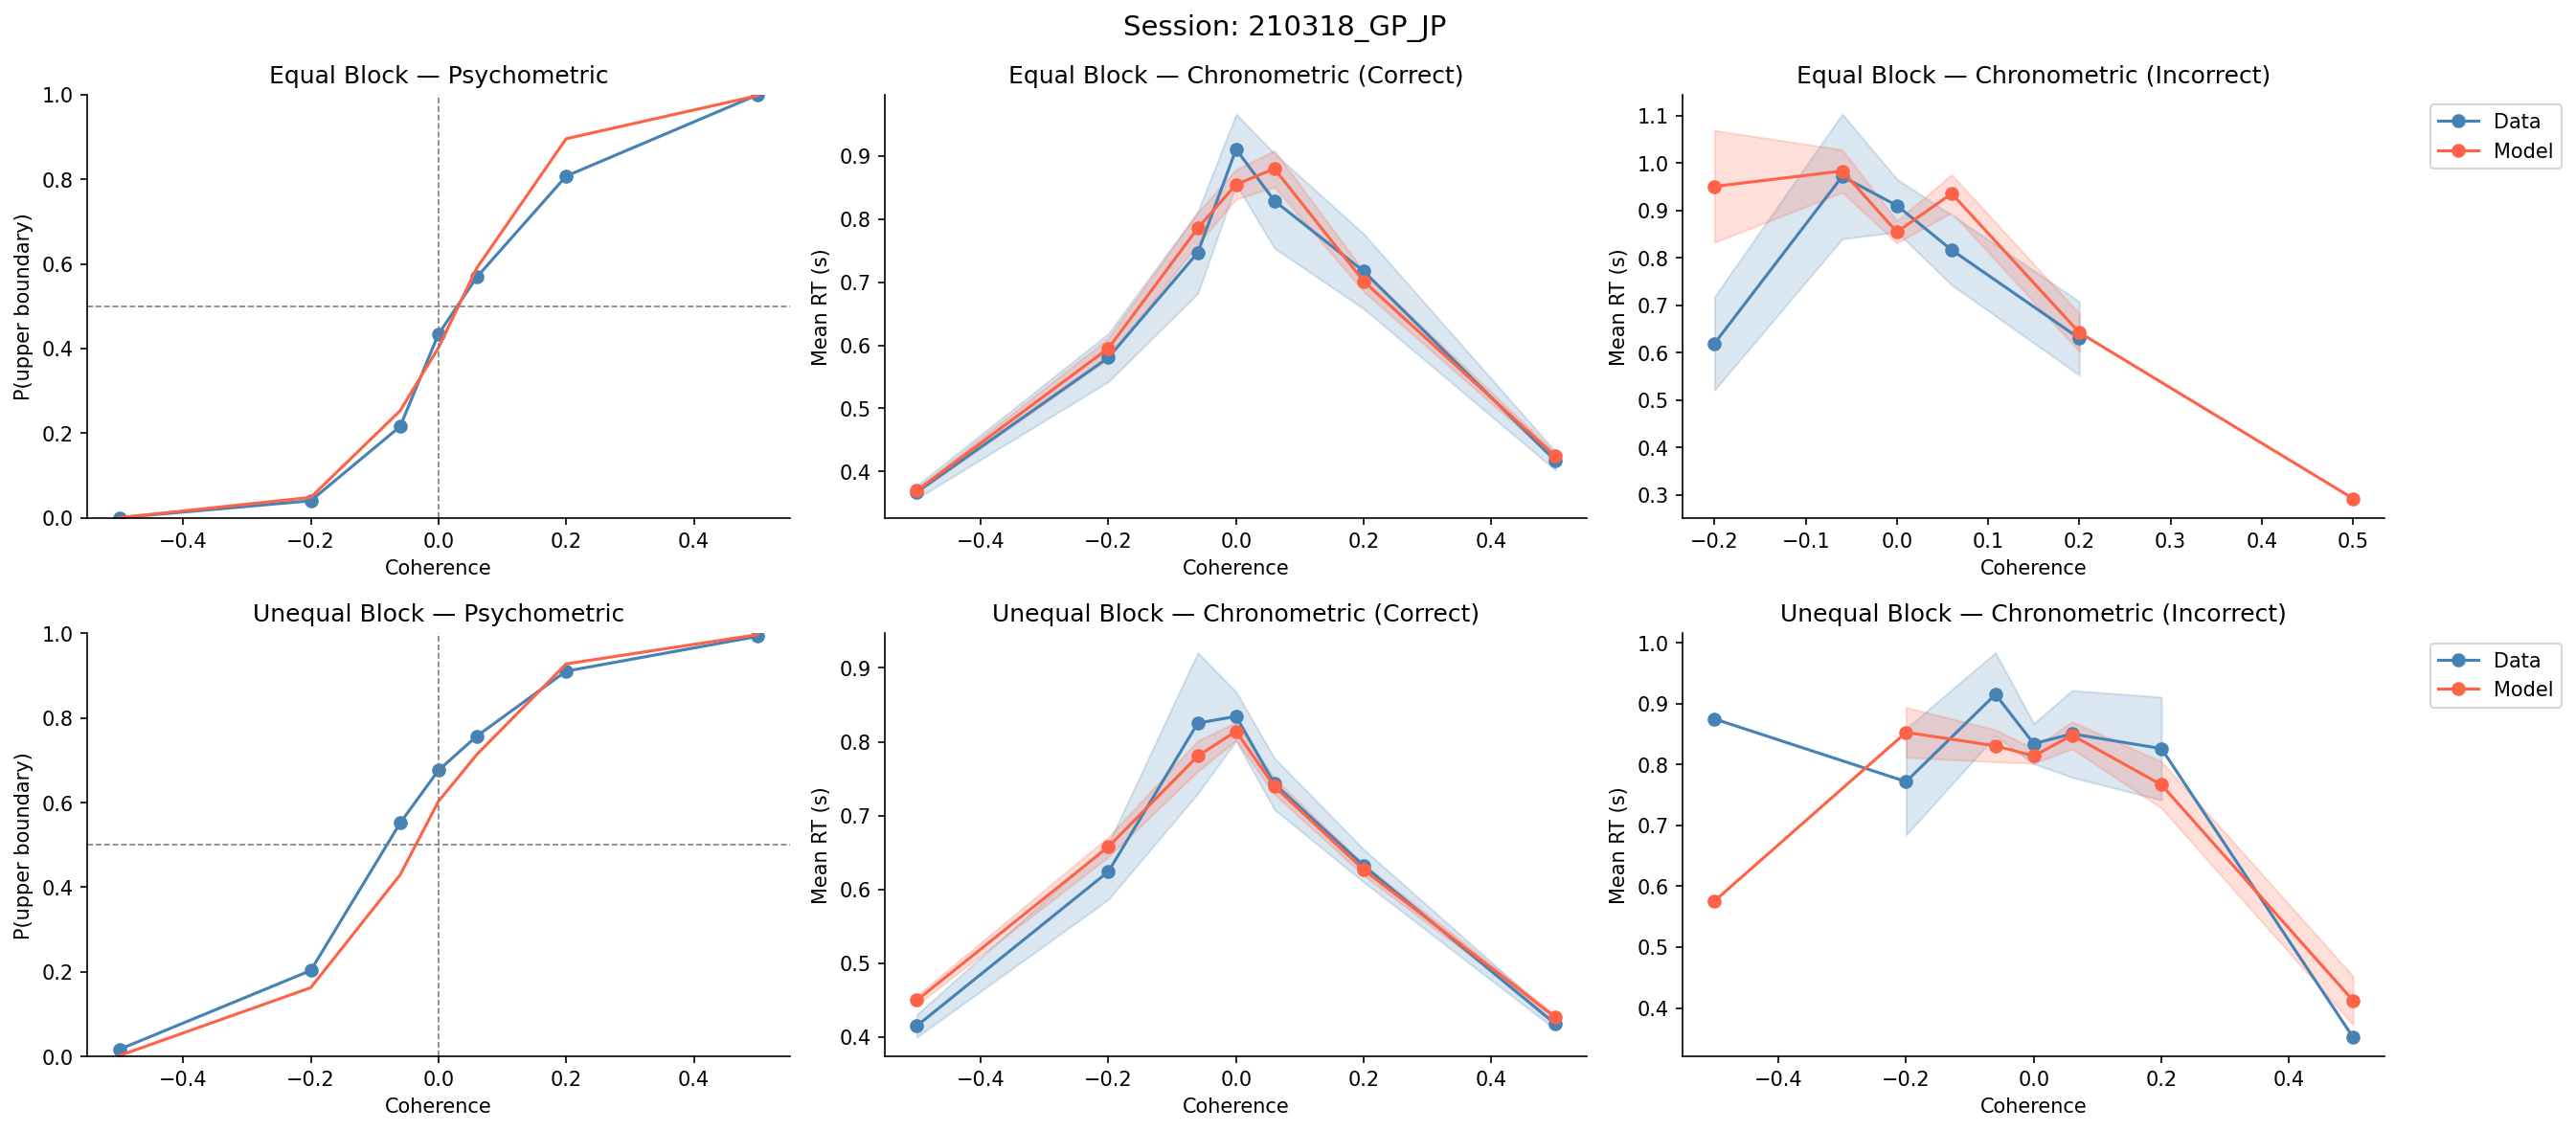 Session: 210318_GP_JP
Equal Block — Psychometric
P(upper boundary)
1.0
0.8
0.6
0.4
0.2
0.0
−0.4 −0.2 0.0 0.2 0.4
Coherence
Equal Block — Chronometric (Correct)
Mean RT (s)
0.9
0.8
0.7
0.6
0.5
0.4
−0.4 −0.2 0.0 0.2 0.4
Coherence
Equal Block — Chronometric (Incorrect)
Mean RT (s)
1.1
1.0
0.9
0.8
0.7
0.6
0.5
0.4
0.3
−0.2 −0.1 0.0 0.1 0.2 0.3 0.4 0.5
Coherence
Data
Model
Unequal Block — Psychometric
P(upper boundary)
1.0
0.8
0.6
0.4
0.2
0.0
−0.4 −0.2 0.0 0.2 0.4
Coherence
Unequal Block — Chronometric (Correct)
Mean RT (s)
0.9
0.8
0.7
0.6
0.5
0.4
−0.4 −0.2 0.0 0.2 0.4
Coherence
Unequal Block — Chronometric (Incorrect)
Mean RT (s)
1.0
0.9
0.8
0.7
0.6
0.5
0.4
−0.4 −0.2 0.0 0.2 0.4
Coherence
Data
Model